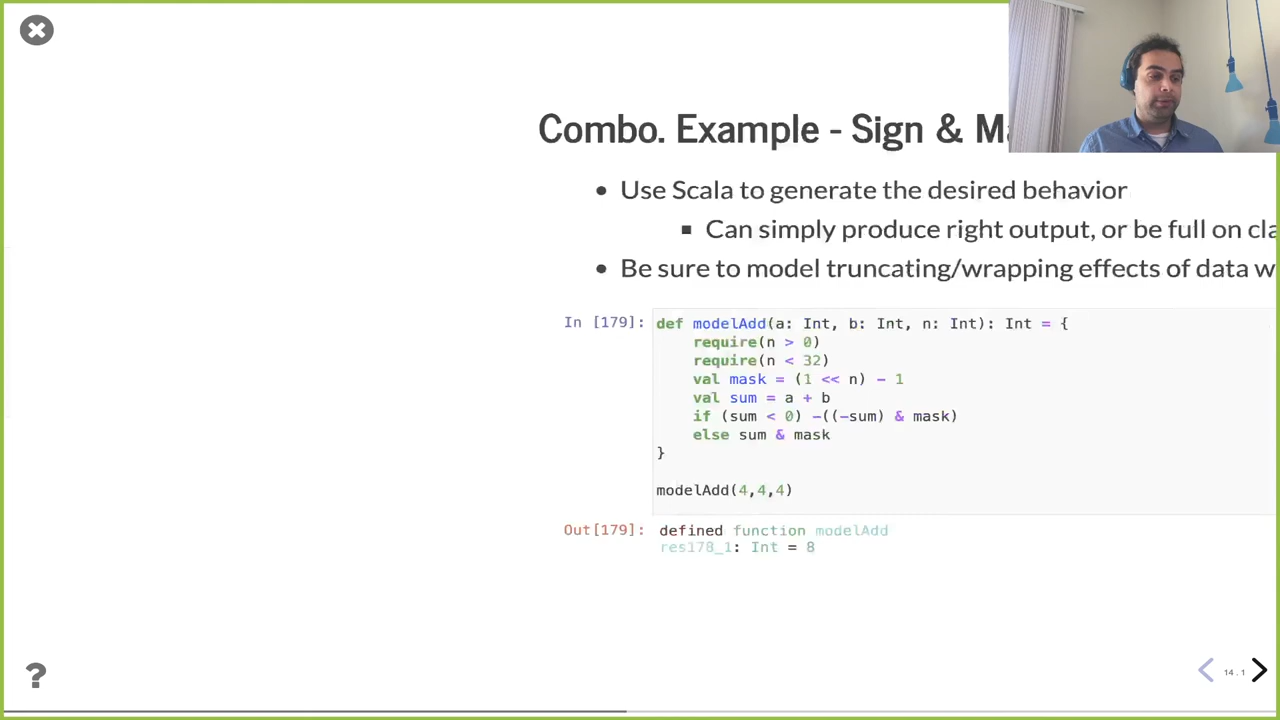 Combo. Example - Sign & M
• Use Scala to generate the desired behavior
▪ Can simply produce right output, or be full on cla
• Be sure to model truncating/wrapping effects of data w
In [179]: def modelAdd(a: Int, b: Int, n: Int): Int = {
require(n > 0)
require(n < 32)
val mask = (1 << n) - 1
val sum = a + b
if (sum < 0) -((-sum) & mask)
else sum & mask
}
modelAdd(4,4,4)
Out[179]: defined function modelAdd
res178_1: Int = 8
?
14 . 1